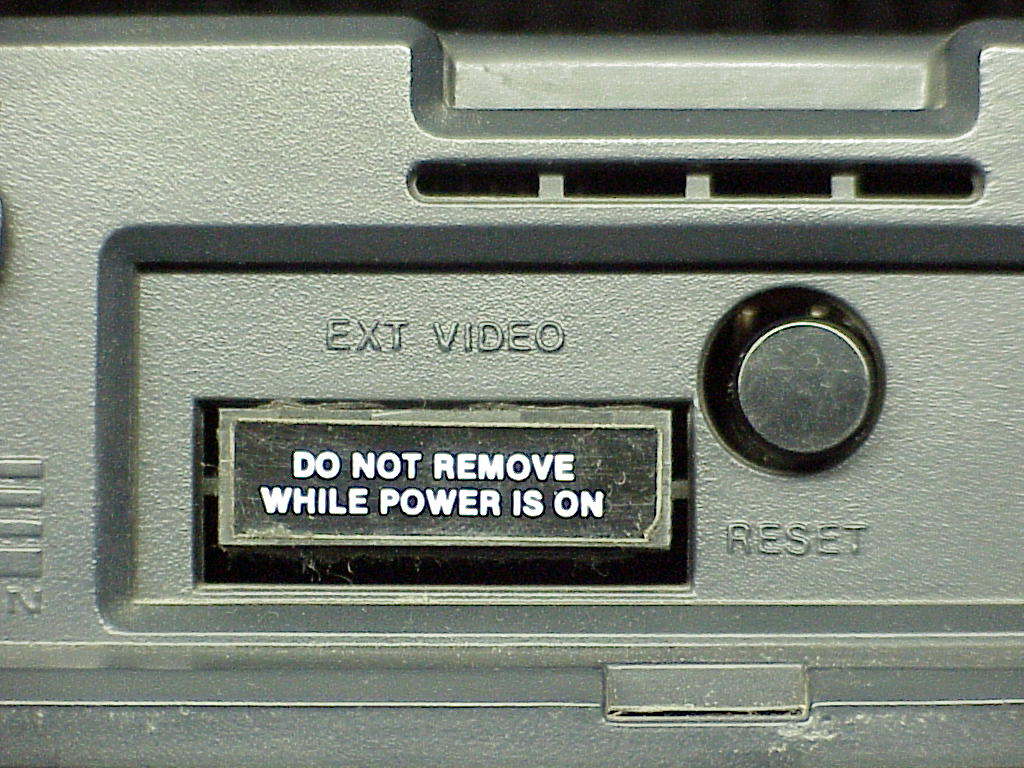 EXT VIDEO
DO NOT REMOVE
WHILE POWER IS ON
RESET